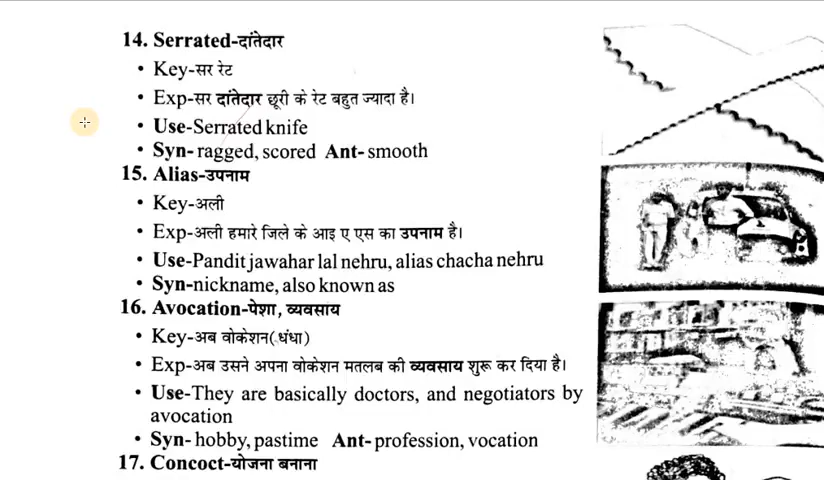 14. Serrated-दांतेदार
• Key-सर रेट
• Exp-सर दांतेदार छूरी के रेट बहुत ज्यादा है।
• Use-Serrated knife
• Syn- ragged, scored Ant- smooth
15. Alias-उपनाम
• Key-अली
• Exp-अली हमारे जिले के आइ ए एस का उपनाम है।
• Use-Pandit jawahar lal nehru, alias chacha nehru
• Syn-nickname, also known as
16. Avocation-पेशा, व्यवसाय
• Key-अब वोकेशन(धंधा)
• Exp-अब उसने अपना वोकेशन मतलब की व्यवसाय शुरू कर दिया है।
• Use-They are basically doctors, and negotiators by
avocation
• Syn-hobby, pastime Ant-profession, vocation
17. Concoct-योजना बनाना